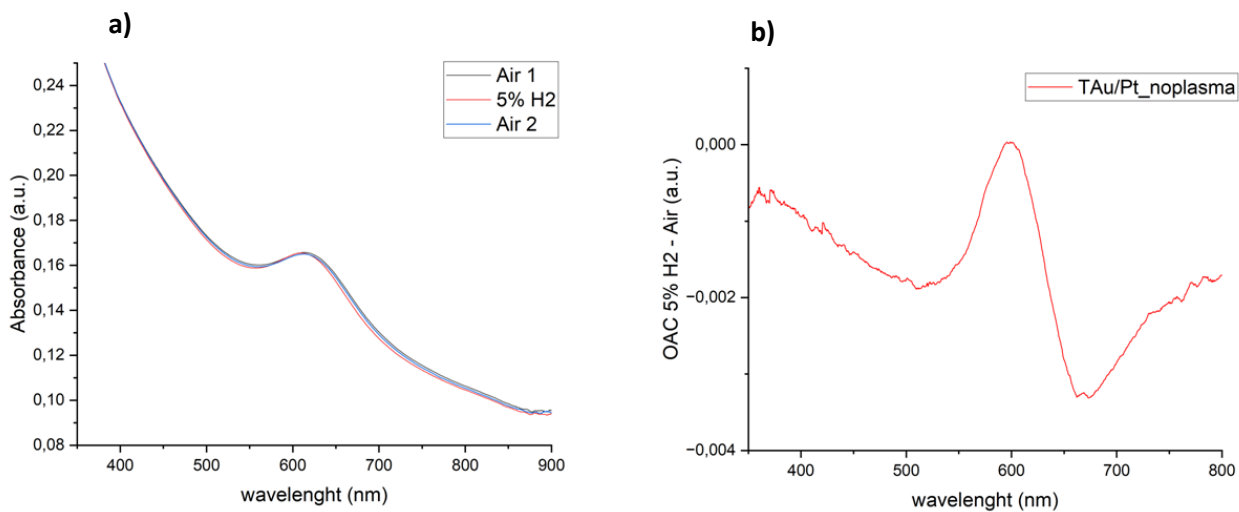 a)
Air 1
5% H2
Air 2
0,24
0,22
0,20
0,18
0,16
0,14
0,12
0,10
0,08
Absorbance (a.u.)
400 500 600 700 800 900
wavelenght (nm)
b)
TAu/Pt_noplasma
0,000
−0,002
−0,004
OAC 5% H2 - Air (a.u.)
400 500 600 700 800
wavelenght (nm)